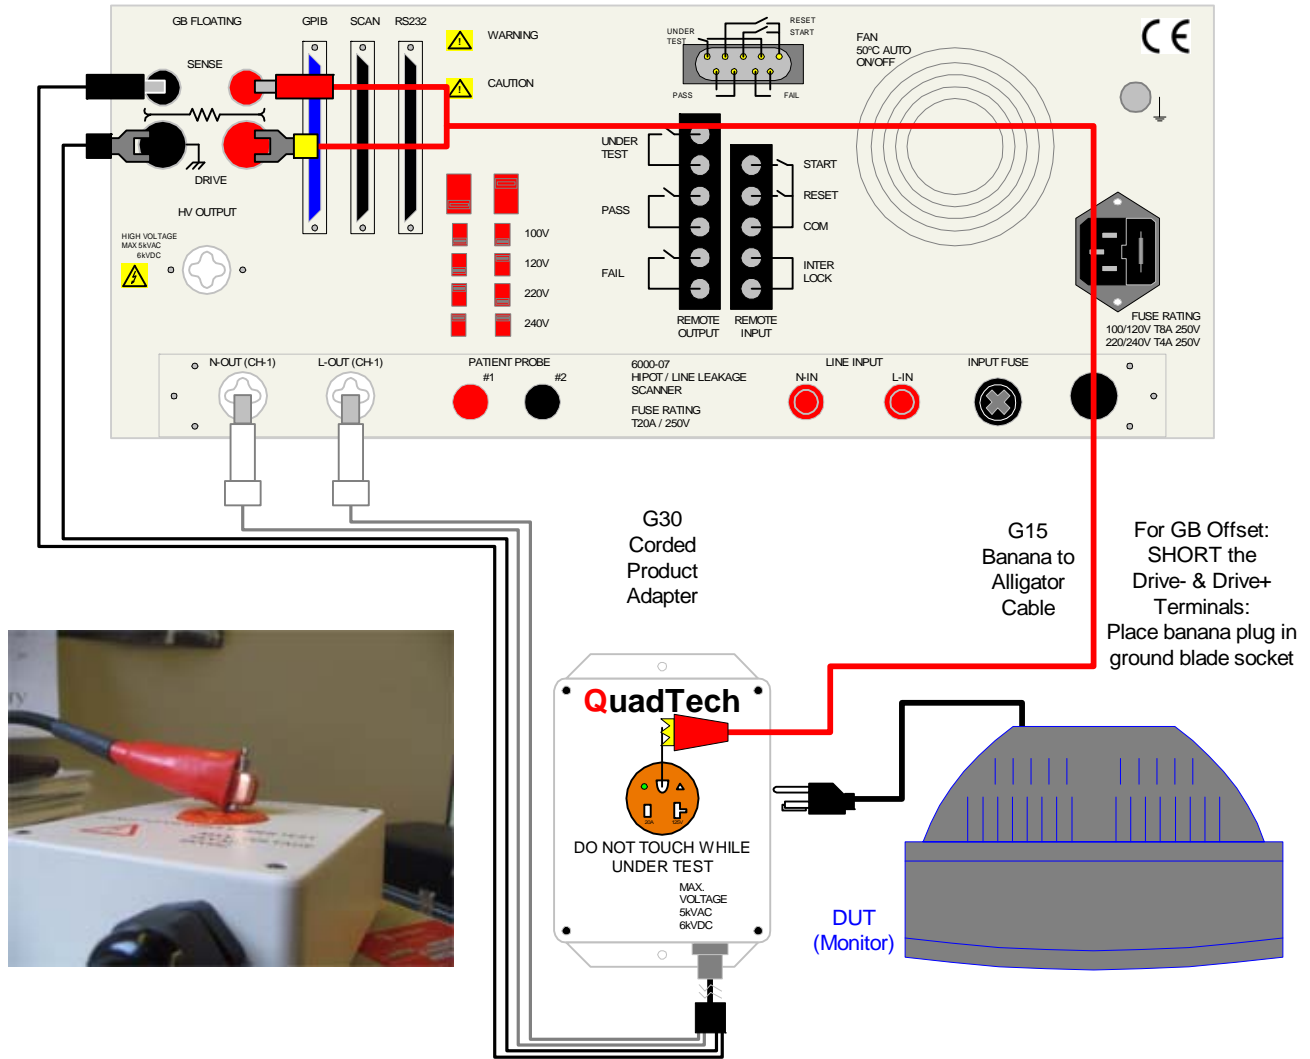 GB FLOATING
GPIB
SCAN
RS232
WARNING
CAUTION
SENSE
DRIVE
HV OUTPUT
HIGH VOLTAGE
MAX 5kVAC
6kVDC
100V
120V
220V
240V
UNDER
TEST
RESET
START
PASS
FAIL
FAN
50°C AUTO
ON/OFF
CE
UNDER
TEST
PASS
FAIL
START
RESET
COM
INTER
LOCK
REMOTE
OUTPUT
REMOTE
INPUT
FUSE RATING
100/120V T8A 250V
220/240V T4A 250V
N-OUT (CH-1)
L-OUT (CH-1)
PATIENT PROBE
#1
#2
6000-07
HIPOT / LINE LEAKAGE
SCANNER
FUSE RATING
T20A / 250V
LINE INPUT
N-IN
L-IN
INPUT FUSE
G30
Corded
Product
Adapter
G15
Banana to
Alligator
Cable
For GB Offset:
SHORT the
Drive- & Drive+
Terminals:
Place banana plug in
ground blade socket
QuadTech
20A
125V
DO NOT TOUCH WHILE
UNDER TEST
MAX.
VOLTAGE
5kVAC
6kVDC
DUT
(Monitor)